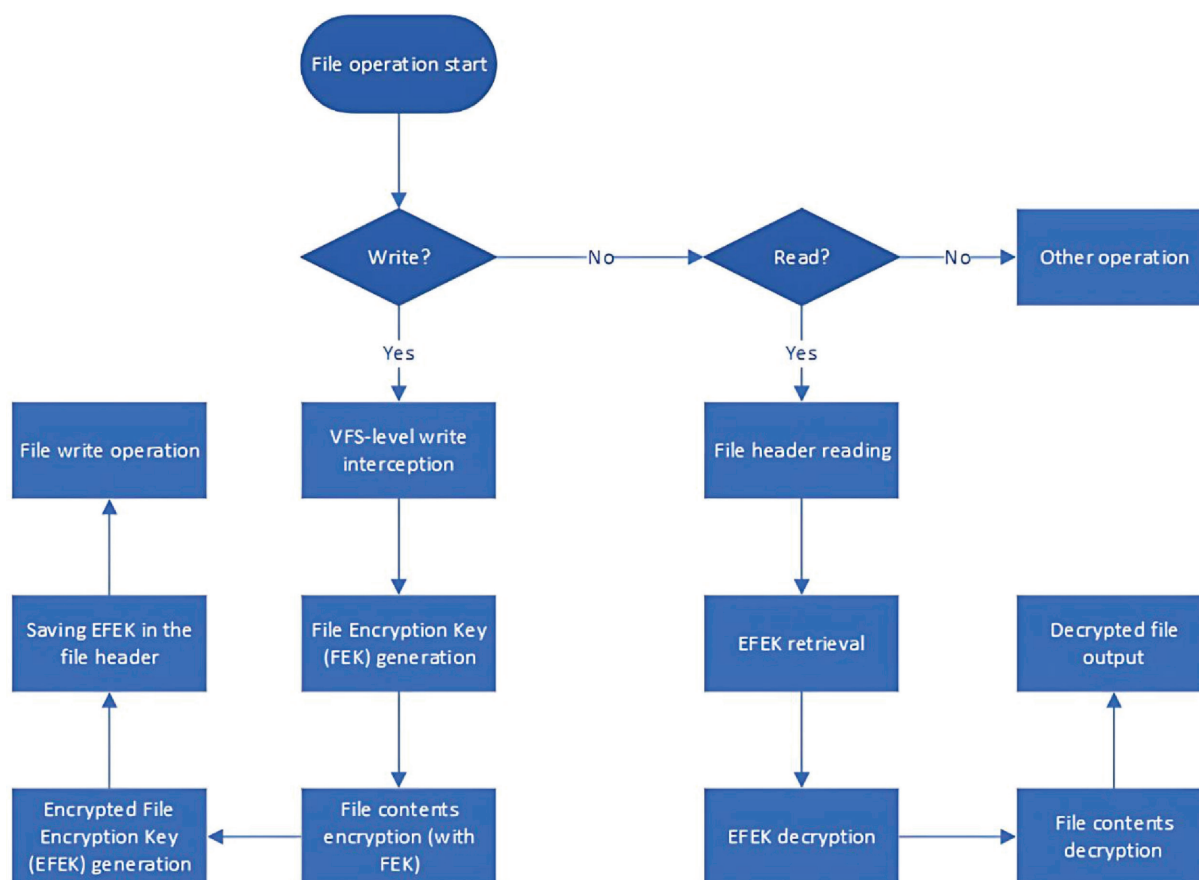 File operation start
Write?
No
Read?
No
Other operation
Yes
Yes
File write operation
VFS-level write
interception
File header reading
Saving EFEK in the
file header
File Encryption Key
(FEK) generation
EFEK retrieval
Decrypted file
output
Encrypted File
Encryption Key
(EFEK) generation
File contents
encryption (with
FEK)
EFEK decryption
File contents
decryption